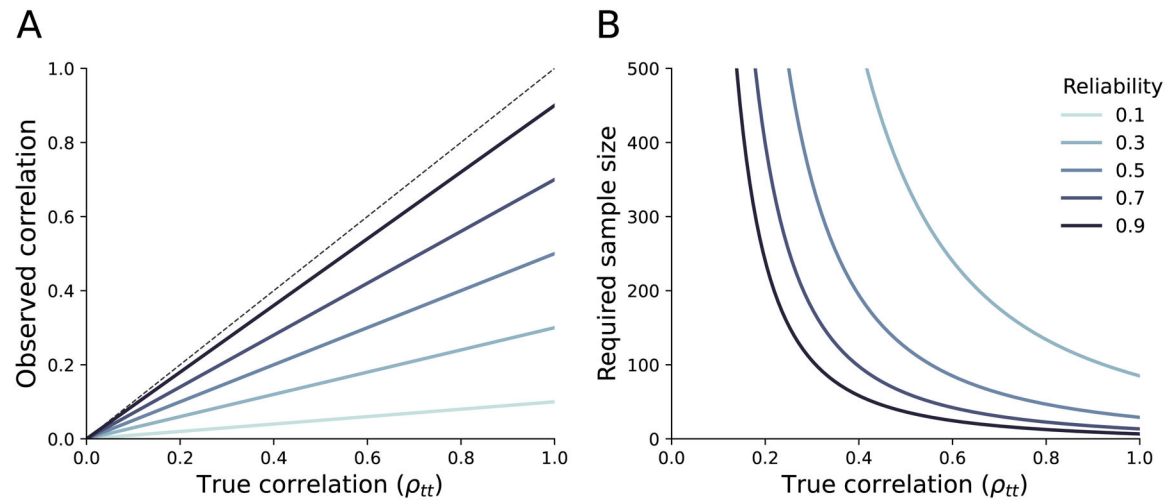 A
Observed correlation
1.0
0.8
0.6
0.4
0.2
0.0
0.0 0.2 0.4 0.6 0.8 1.0
True correlation (ρtt)
B
Required sample size
500
400
300
200
100
0
0.0 0.2 0.4 0.6 0.8 1.0
True correlation (ρtt)
Reliability
0.1
0.3
0.5
0.7
0.9